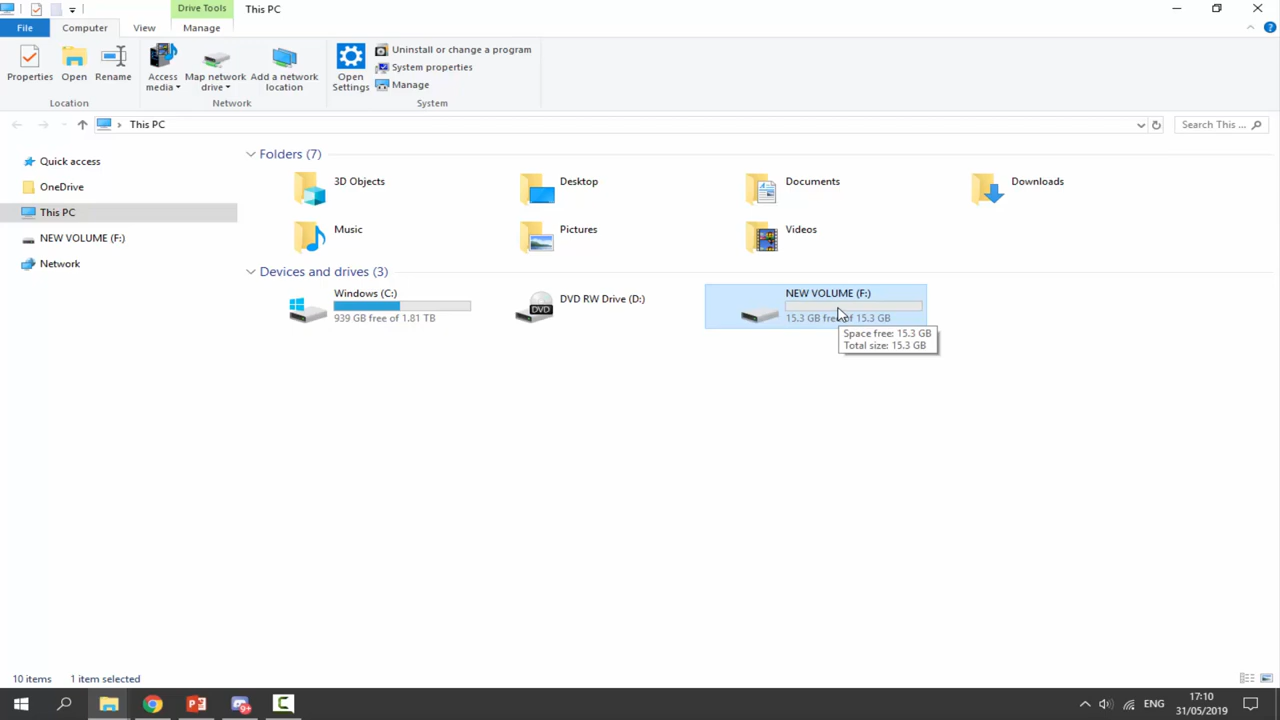 Drive Tools
This PC
File
Computer
View
Manage
Properties
Open
Rename
Access media
Map network drive
Add a network location
Open Settings
Uninstall or change a program
System properties
Manage
Location
Network
System
This PC
Search This ...
Quick access
OneDrive
This PC
NEW VOLUME (F:)
Network
Folders (7)
3D Objects
Desktop
Documents
Downloads
Music
Pictures
Videos
Devices and drives (3)
Windows (C:)
939 GB free of 1.81 TB
DVD RW Drive (D:)
DVD
NEW VOLUME (F:)
15.3 GB free of 15.3 GB
Space free: 15.3 GB
Total size: 15.3 GB
10 items
1 item selected
ENG
17:10
31/05/2019